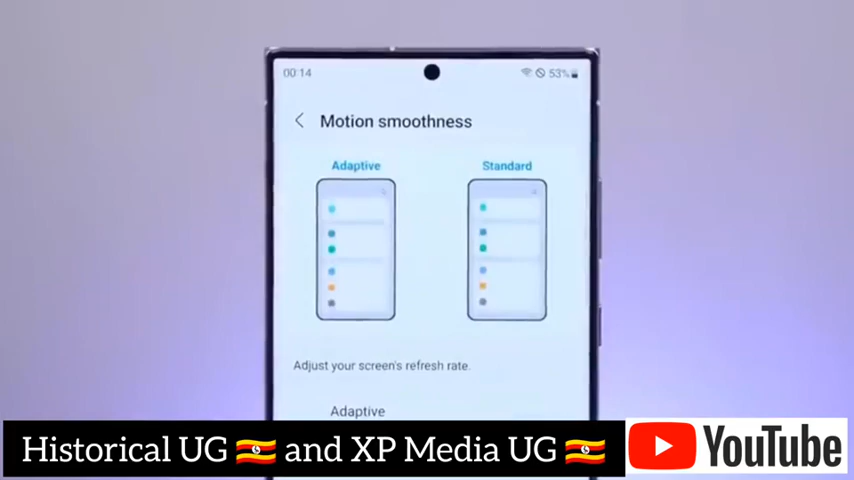 00:14 53%
Motion smoothness
Adaptive Standard
Adjust your screen's refresh rate.
Adaptive
Historical UG 🇺🇬 and XP Media UG 🇺🇬 YouTube